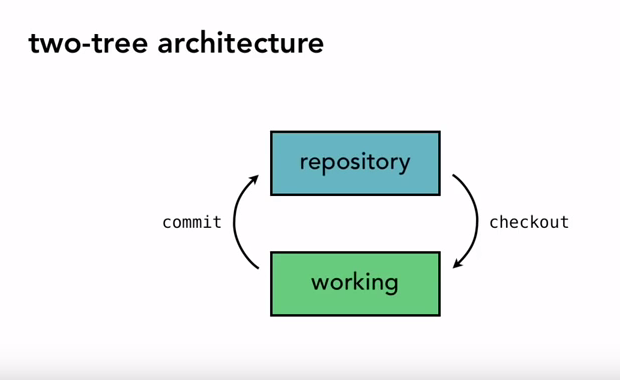 two-tree architecture
repository
commit
checkout
working